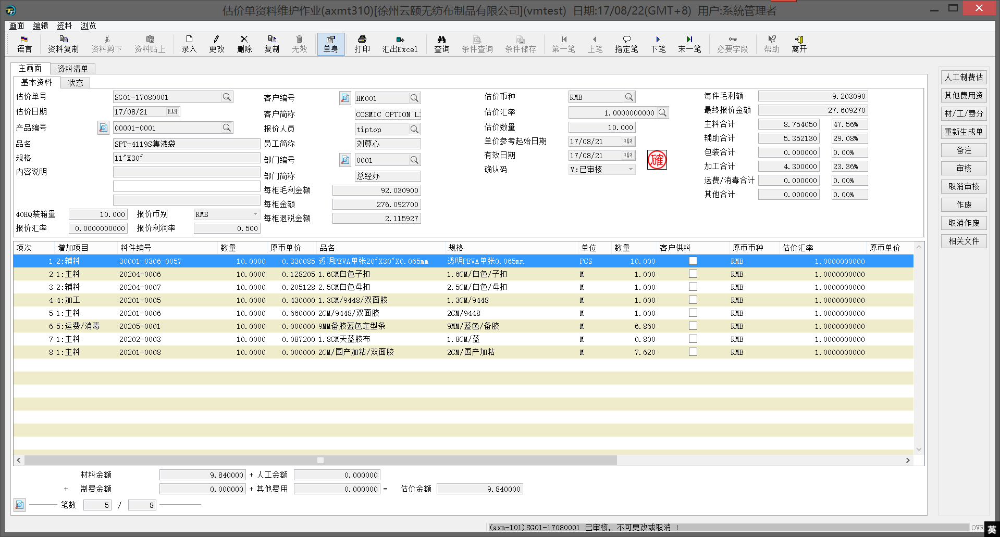 估价单资料维护作业(axmt310)[徐州云颐无纺布制品有限公司](vmtest) 日期:17/08/22(GMT+8) 用户:系統管理者
画面 编辑 资料 浏览
语言 资料复制 资料剪下 资料贴上 录入 更改 删除 复制 无效 单身 打印 汇出Excel 查询 条件查询 条件储存 第一笔 上笔 指定笔 下笔 末一笔 必要字段 帮助 离开
主画面 资料清单
基本资料 状态
估价单号 SG01-17080001
估价日期 17/08/21
产品编号 00001-0001
品名 SPT-4119S集液袋
规格 11"X30"
内容说明
40HQ装箱量 10.000 报价币别 RMB
报价汇率 0.0000000000 报价利润率 0.500
客户编号 HK001
客户简称 COSMIC OPTION LI
报价人员 tiptop
员工简称 刘尊心
部门编号 0001
部门简称 总经办
每柜毛利金额 92.030900
每柜金额 276.092700
每柜退税金额 2.115927
估价币种 RMB
估价汇率 1.0000000000
估价数量 10.000
单价参考起始日期 17/08/21
有效日期 17/08/21
确认码 Y:已审核
確
每件毛利额 9.203090
最终报价金额 27.609270
主料合计 8.754050 47.56%
辅助合计 5.352130 29.08%
包装合计 0.000000 0.00%
加工合计 4.300000 23.36%
运费/消毒合计 0.000000 0.00%
其他合计 0.000000 0.00%
人工制费估
其他费用资
材/工/费分
重新生成单
备注
审核
取消审核
作废
取消作废
相关文件
项次 增加项目 料件编号 数量 原币单价 品名 规格 单位 数量 客户供料 原币币种 估价汇率 原币单价
1 2:辅料 30001-0306-0057 10.0000 0.330085 透明PEVA单张20"X30"X0.065mm 透明PEVA单张0.065mm PCS 10.000 RMB 1.0000000000
2 1:主料 20204-0006 10.0000 0.128205 1.6CM白色子扣 1.6CM/白色/子扣 M 1.000 RMB 1.0000000000
3 2:辅料 20204-0007 10.0000 0.205128 2.5CM白色母扣 2.5CM/白色/母扣 M 1.000 RMB 1.0000000000
4 4:加工 20201-0005 10.0000 0.430000 1.3CM/9448/双面胶 1.3CM/9448 M 1.000 RMB 1.0000000000
5 1:主料 20201-0006 10.0000 0.660000 2CM/9448/双面胶 2CM/9448 M 1.000 RMB 1.0000000000
6 5:运费/消毒 20205-0001 10.0000 0.000000 9MM备胶蓝色定型条 9MM/蓝色/备胶 M 6.860 RMB 1.0000000000
7 1:主料 20202-0003 10.0000 0.087200 1.8CM天蓝胶布 1.8CM/蓝 M 0.800 RMB 1.0000000000
8 1:主料 20201-0008 10.0000 0.000000 2CM/国产加粘/双面胶 2CM/国产加粘 M 7.620 RMB 1.0000000000
材料金额 9.840000 + 人工金额 0.000000
+ 制费金额 0.000000 + 其他费用 0.000000 = 估价金额 9.840000
笔数 5 / 8
(axm-101)SG01-17080001 已审核, 不可更改或取消 !
OVR 英